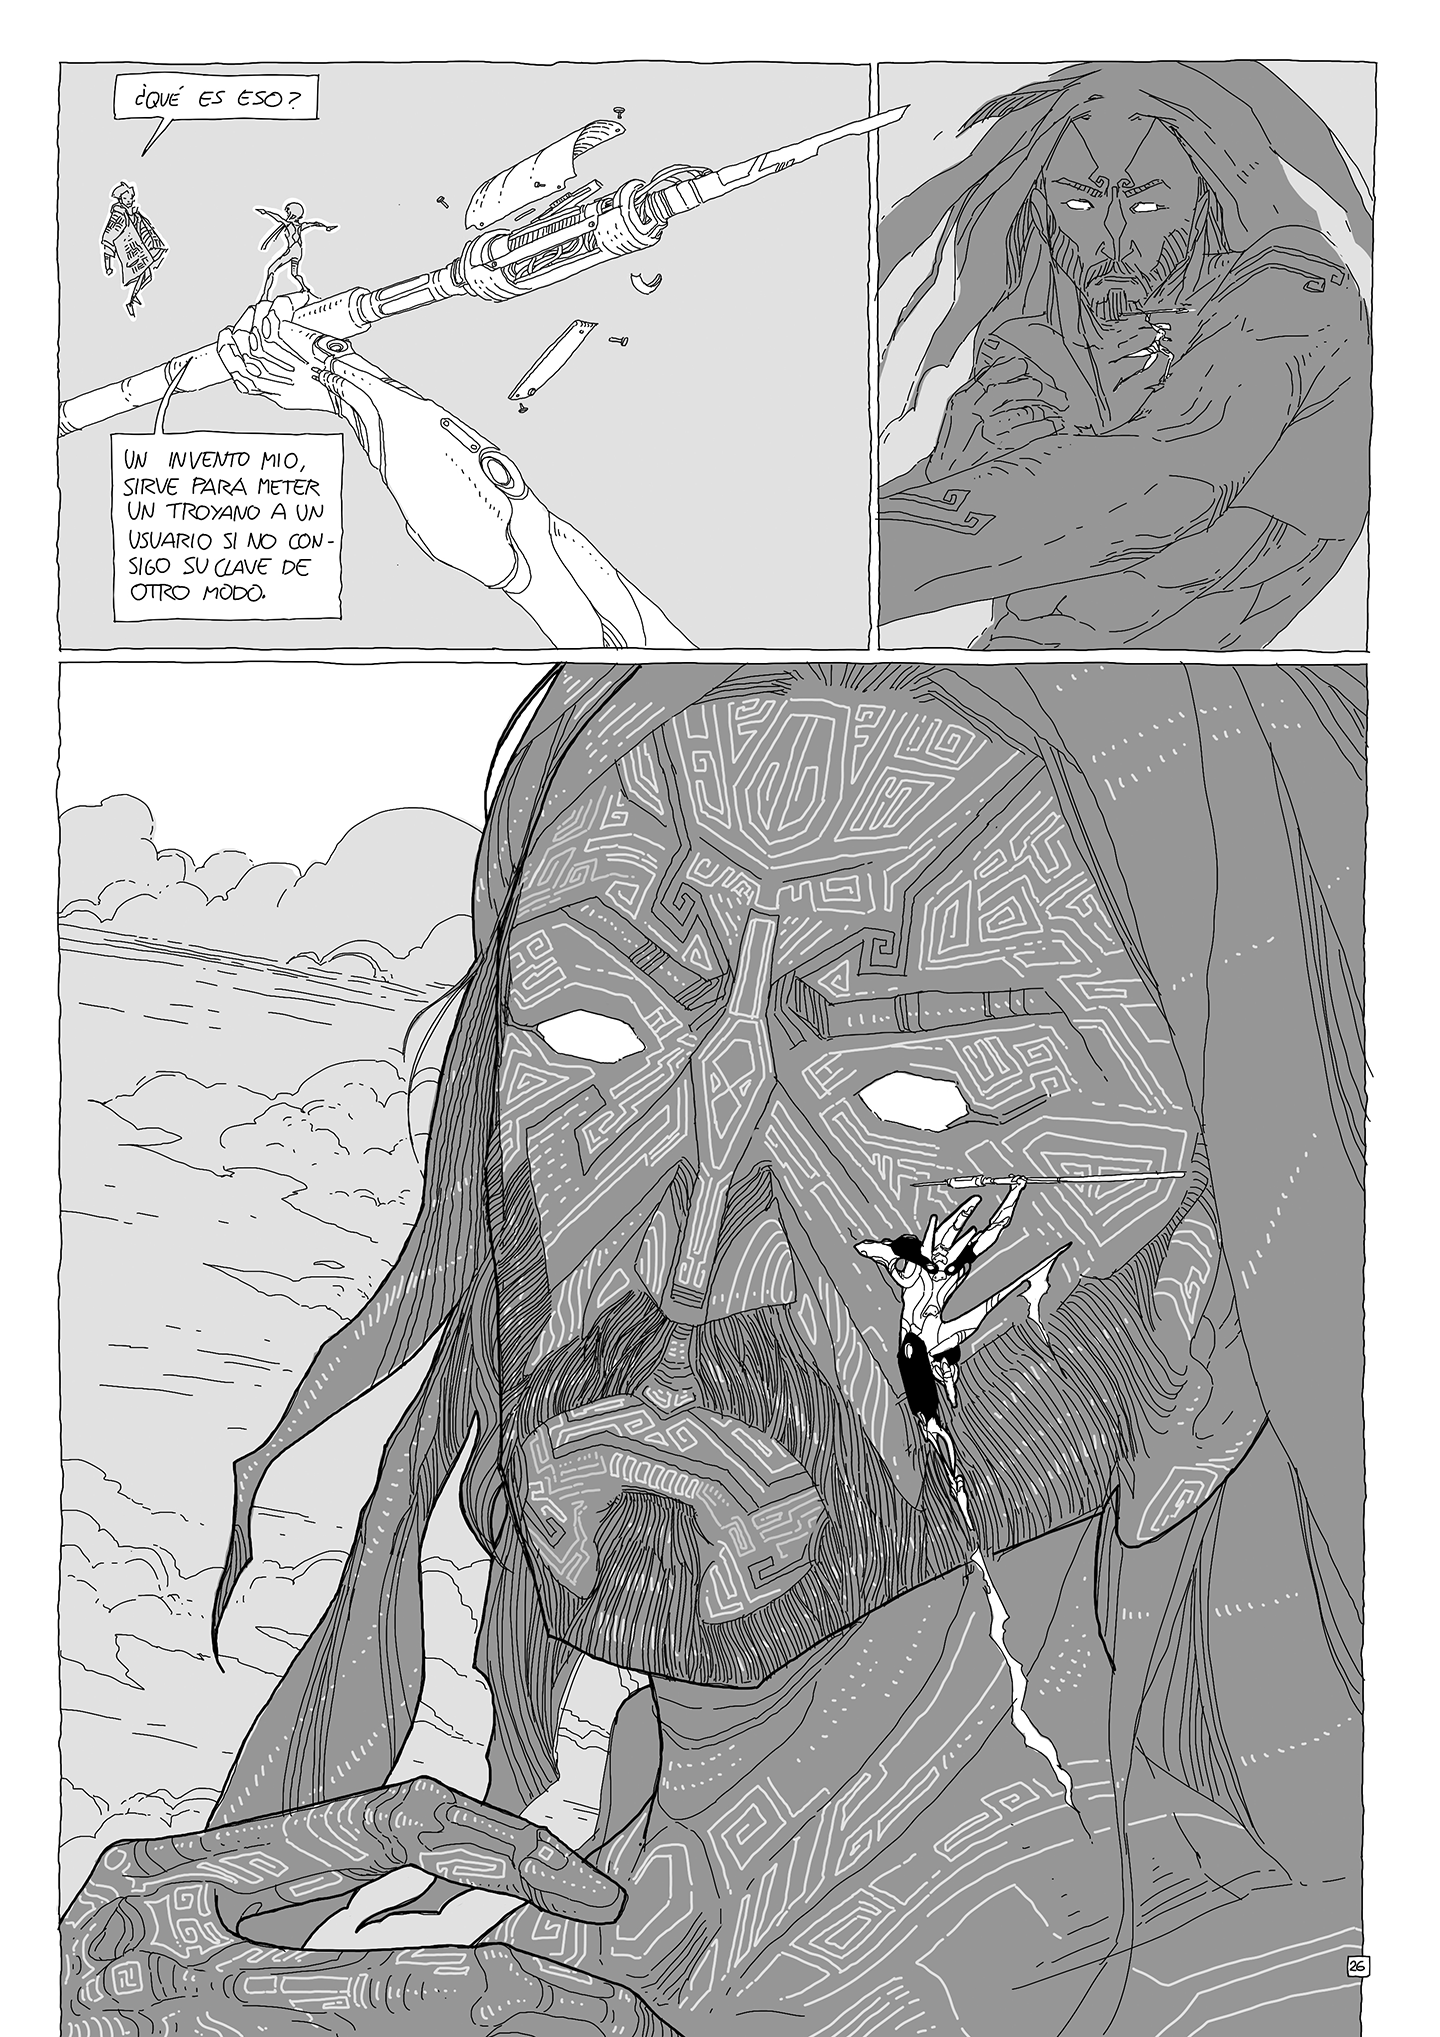 ¿QUÉ ES ESO?
UN INVENTO MIO,
SIRVE PARA METER
UN TROYANO A UN
USUARIO SI NO CON-
SIGO SU CLAVE DE
OTRO MODO.
26